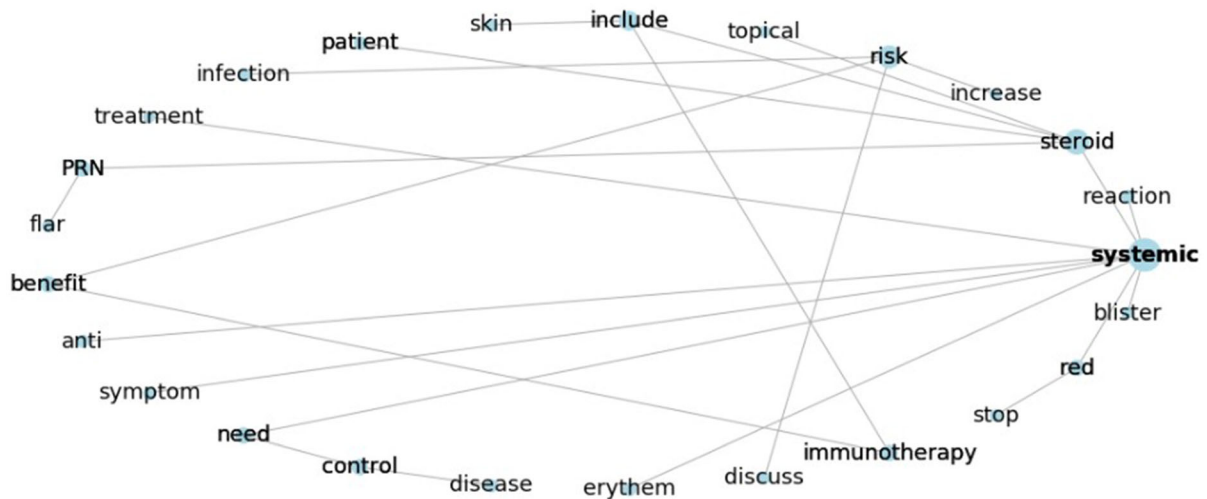 include
skin
topical
patient
risk
infection
increase
treatment
steroid
PRN
reaction
flar
systemic
benefit
blister
anti
red
symptom
stop
need
immunotherapy
control
discuss
disease
erythem